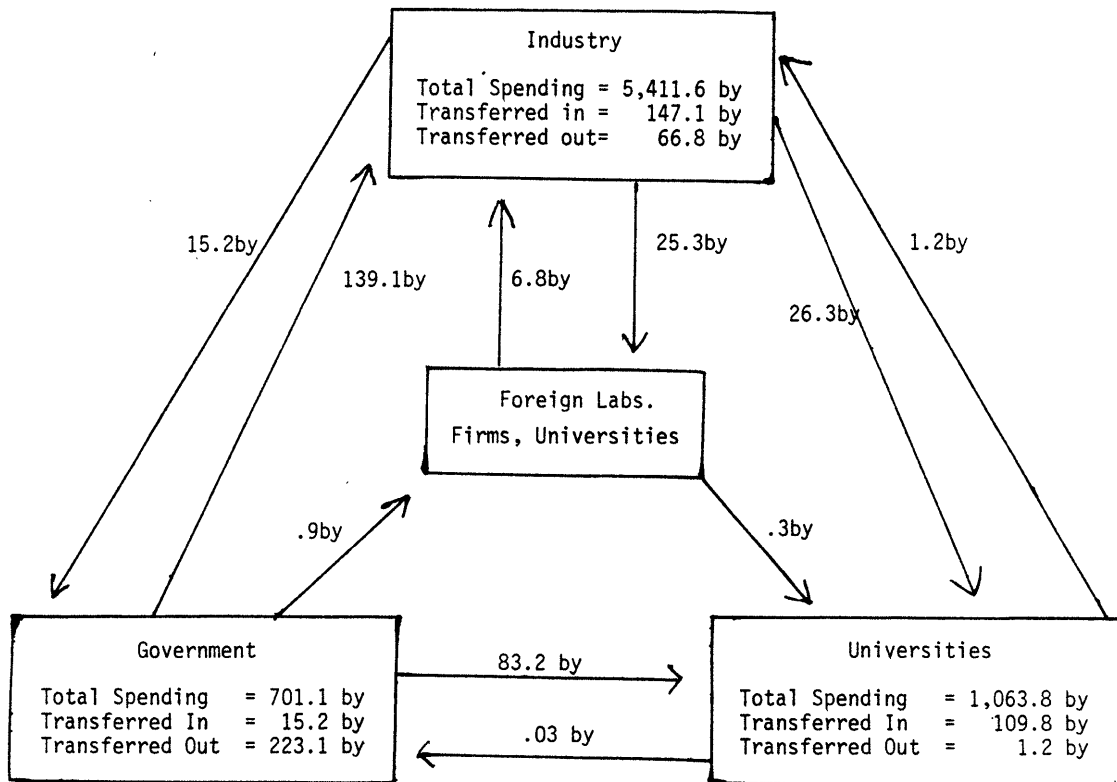 Industry
Total Spending = 5,411.6 by
Transferred in = 147.1 by
Transferred out= 66.8 by
15.2by
139.1by
6.8by
25.3by
26.3by
1.2by
Foreign Labs.
Firms, Universities
.9by
.3by
Government
Total Spending = 701.1 by
Transferred In = 15.2 by
Transferred Out = 223.1 by
83.2 by
.03 by
Universities
Total Spending = 1,063.8 by
Transferred In = 109.8 by
Transferred Out = 1.2 by